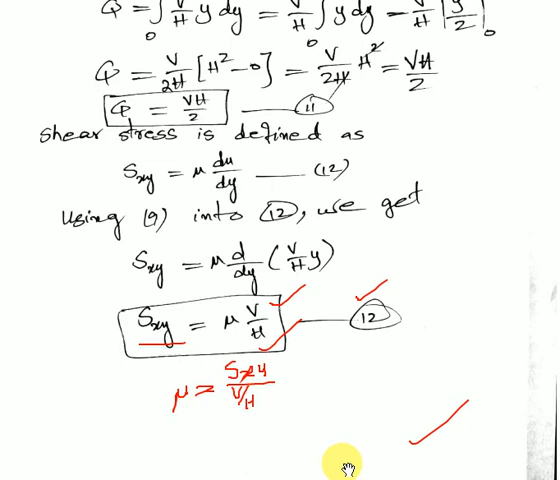 Q = ∫₀ V/H y dy = V/H ∫₀ y dy = V/H [y/2]₀
Q = V/2H [H² - 0] = V/2H H² = VH/2
Q = VH/2 —— (11)
Shear stress is defined as
Sxy = μ du/dy —— (12)
Using (9) into (12), we get
Sxy = μ d/dy (V/H y)
Sxy = μ V/H —— (12)
μ = Sxy / V/H